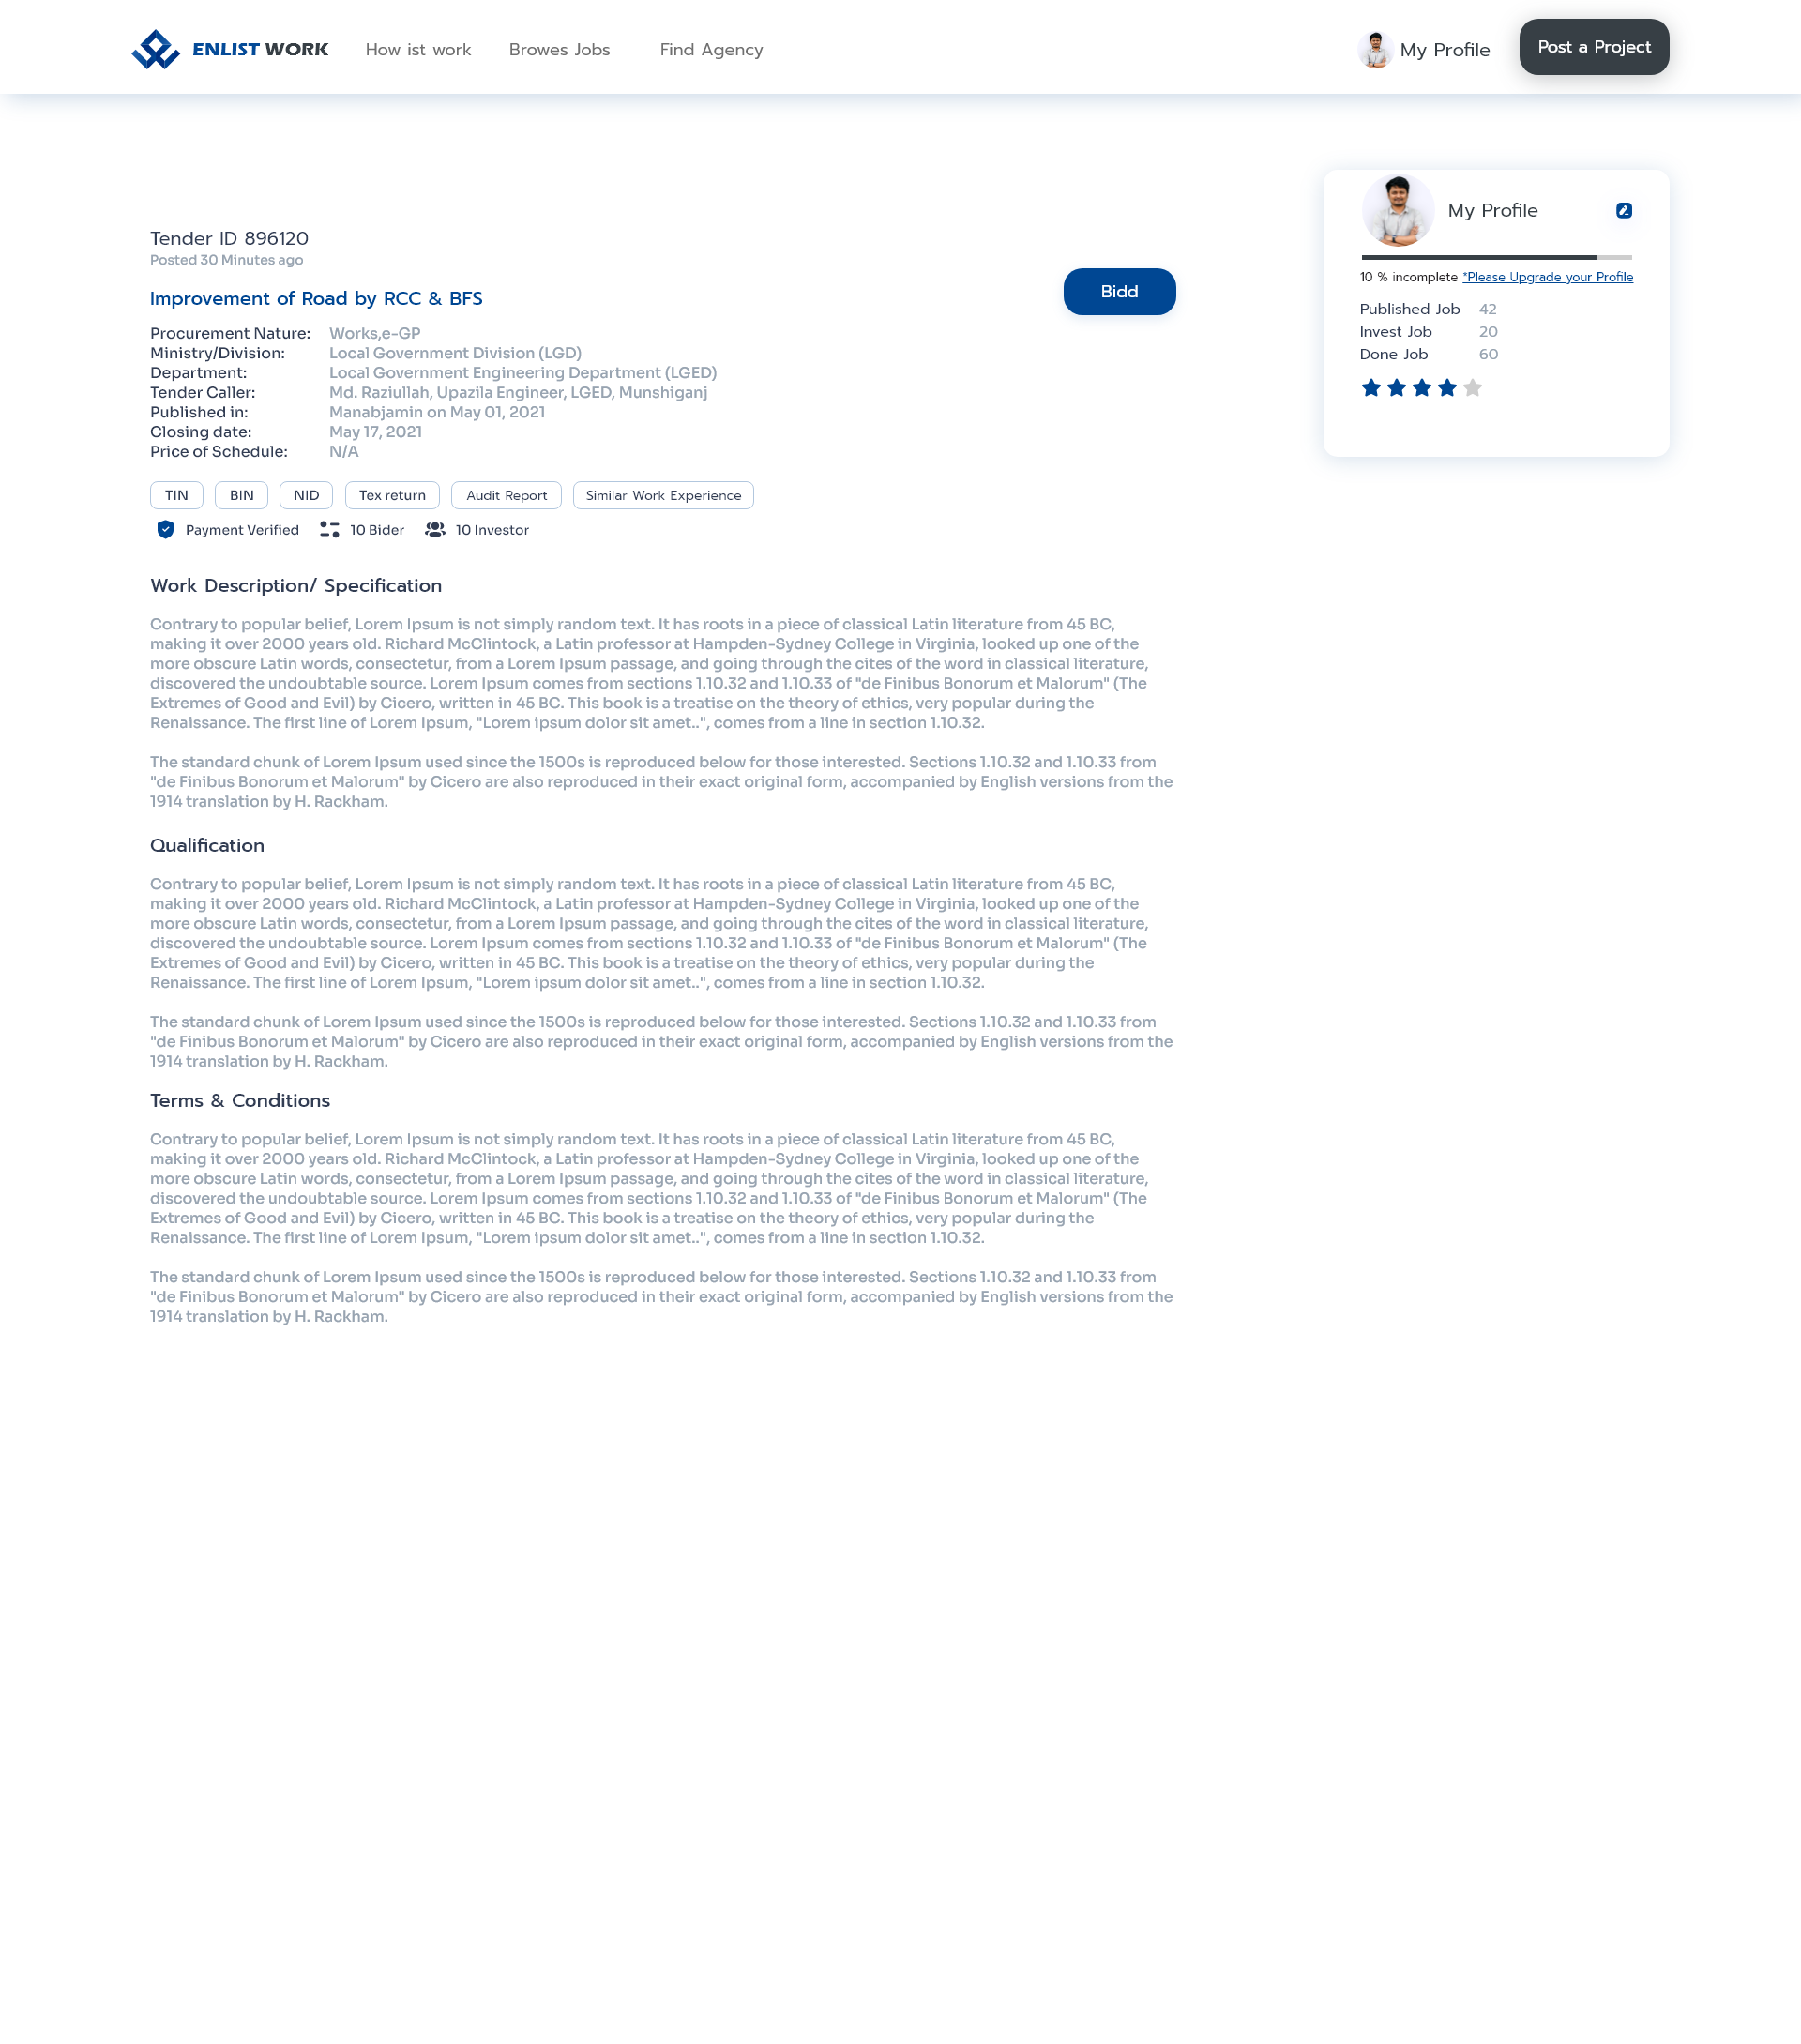 ENLIST WORK How ist work Browes Jobs Find Agency My Profile Post a Project
My Profile
10 % incomplete *Please Upgrade your Profile
Published Job 42
Invest Job 20
Done Job 60
Tender ID 896120
Posted 30 Minutes ago
Improvement of Road by RCC & BFS
Bidd
Procurement Nature: Works,e-GP
Ministry/Division: Local Government Division (LGD)
Department: Local Government Engineering Department (LGED)
Tender Caller: Md. Raziullah, Upazila Engineer, LGED, Munshiganj
Published in: Manabjamin on May 01, 2021
Closing date: May 17, 2021
Price of Schedule: N/A
TIN BIN NID Tex return Audit Report Similar Work Experience
Payment Verified 10 Bider 10 Investor
Work Description/ Specification
Contrary to popular belief, Lorem Ipsum is not simply random text. It has roots in a piece of classical Latin literature from 45 BC,
making it over 2000 years old. Richard McClintock, a Latin professor at Hampden-Sydney College in Virginia, looked up one of the
more obscure Latin words, consectetur, from a Lorem Ipsum passage, and going through the cites of the word in classical literature,
discovered the undoubtable source. Lorem Ipsum comes from sections 1.10.32 and 1.10.33 of "de Finibus Bonorum et Malorum" (The
Extremes of Good and Evil) by Cicero, written in 45 BC. This book is a treatise on the theory of ethics, very popular during the
Renaissance. The first line of Lorem Ipsum, "Lorem ipsum dolor sit amet..", comes from a line in section 1.10.32.
The standard chunk of Lorem Ipsum used since the 1500s is reproduced below for those interested. Sections 1.10.32 and 1.10.33 from
"de Finibus Bonorum et Malorum" by Cicero are also reproduced in their exact original form, accompanied by English versions from the
1914 translation by H. Rackham.
Qualification
Contrary to popular belief, Lorem Ipsum is not simply random text. It has roots in a piece of classical Latin literature from 45 BC,
making it over 2000 years old. Richard McClintock, a Latin professor at Hampden-Sydney College in Virginia, looked up one of the
more obscure Latin words, consectetur, from a Lorem Ipsum passage, and going through the cites of the word in classical literature,
discovered the undoubtable source. Lorem Ipsum comes from sections 1.10.32 and 1.10.33 of "de Finibus Bonorum et Malorum" (The
Extremes of Good and Evil) by Cicero, written in 45 BC. This book is a treatise on the theory of ethics, very popular during the
Renaissance. The first line of Lorem Ipsum, "Lorem ipsum dolor sit amet..", comes from a line in section 1.10.32.
The standard chunk of Lorem Ipsum used since the 1500s is reproduced below for those interested. Sections 1.10.32 and 1.10.33 from
"de Finibus Bonorum et Malorum" by Cicero are also reproduced in their exact original form, accompanied by English versions from the
1914 translation by H. Rackham.
Terms & Conditions
Contrary to popular belief, Lorem Ipsum is not simply random text. It has roots in a piece of classical Latin literature from 45 BC,
making it over 2000 years old. Richard McClintock, a Latin professor at Hampden-Sydney College in Virginia, looked up one of the
more obscure Latin words, consectetur, from a Lorem Ipsum passage, and going through the cites of the word in classical literature,
discovered the undoubtable source. Lorem Ipsum comes from sections 1.10.32 and 1.10.33 of "de Finibus Bonorum et Malorum" (The
Extremes of Good and Evil) by Cicero, written in 45 BC. This book is a treatise on the theory of ethics, very popular during the
Renaissance. The first line of Lorem Ipsum, "Lorem ipsum dolor sit amet..", comes from a line in section 1.10.32.
The standard chunk of Lorem Ipsum used since the 1500s is reproduced below for those interested. Sections 1.10.32 and 1.10.33 from
"de Finibus Bonorum et Malorum" by Cicero are also reproduced in their exact original form, accompanied by English versions from the
1914 translation by H. Rackham.